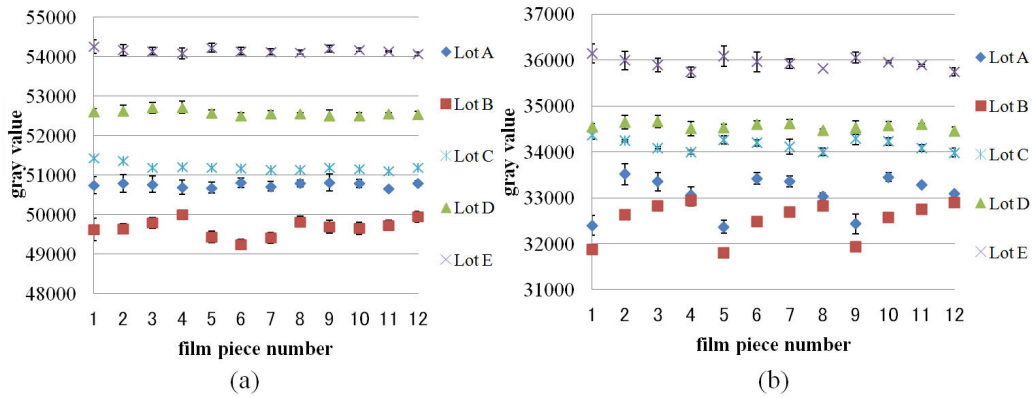 55000
54000
53000
52000
51000
50000
49000
48000
gray value
1 2 3 4 5 6 7 8 9 10 11 12
film piece number
Lot A
Lot B
Lot C
Lot D
Lot E
(a)
37000
36000
35000
34000
33000
32000
31000
gray value
1 2 3 4 5 6 7 8 9 10 11 12
film piece number
Lot A
Lot B
Lot C
Lot D
Lot E
(b)